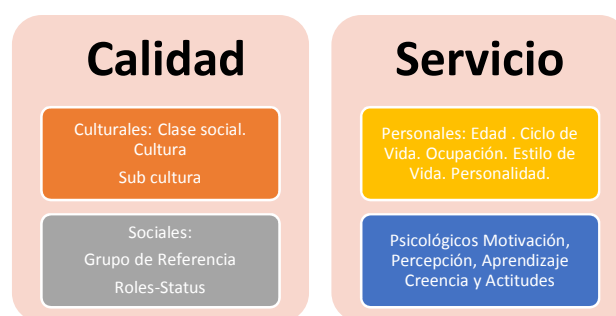 Calidad
Culturales: Clase social.
Cultura
Sub cultura
Sociales:
Grupo de Referencia
Roles-Status
Servicio
Personales: Edad . Ciclo de
Vida. Ocupación. Estilo de
Vida. Personalidad.
Psicológicos Motivación,
Percepción, Aprendizaje
Creencia y Actitudes